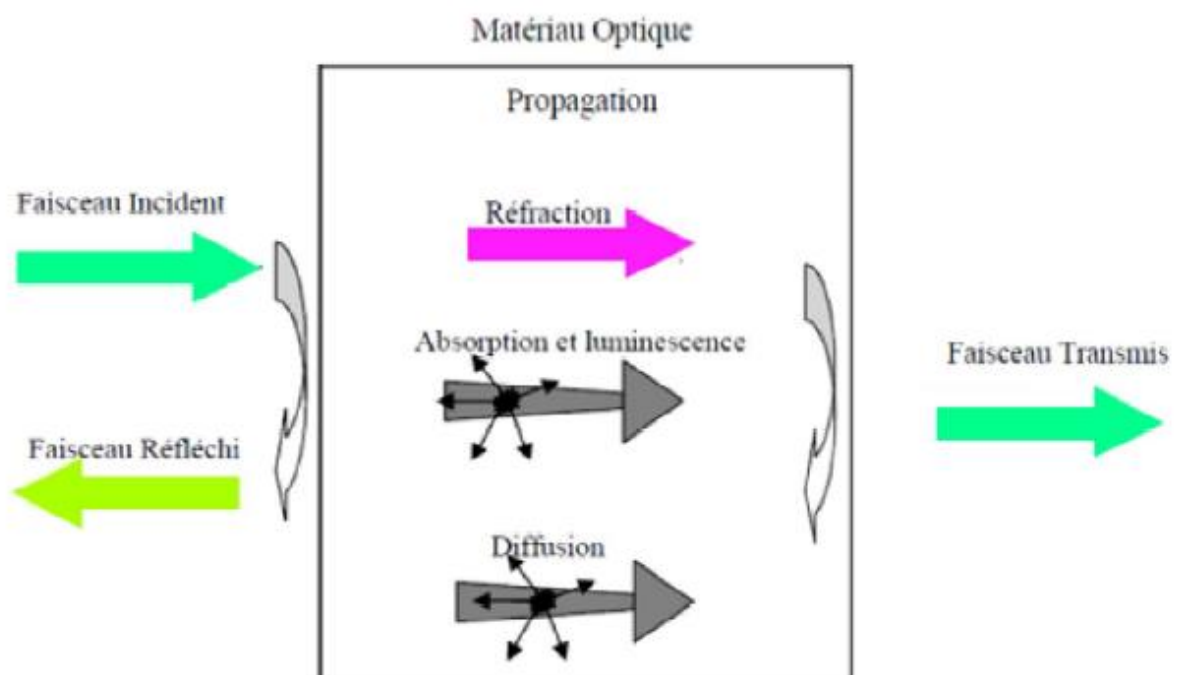 Matériau Optique
Propagation
Faisceau Incident
Réfraction
Absorption et luminescence
Faisceau Transmis
Faisceau Réfléchi
Diffusion